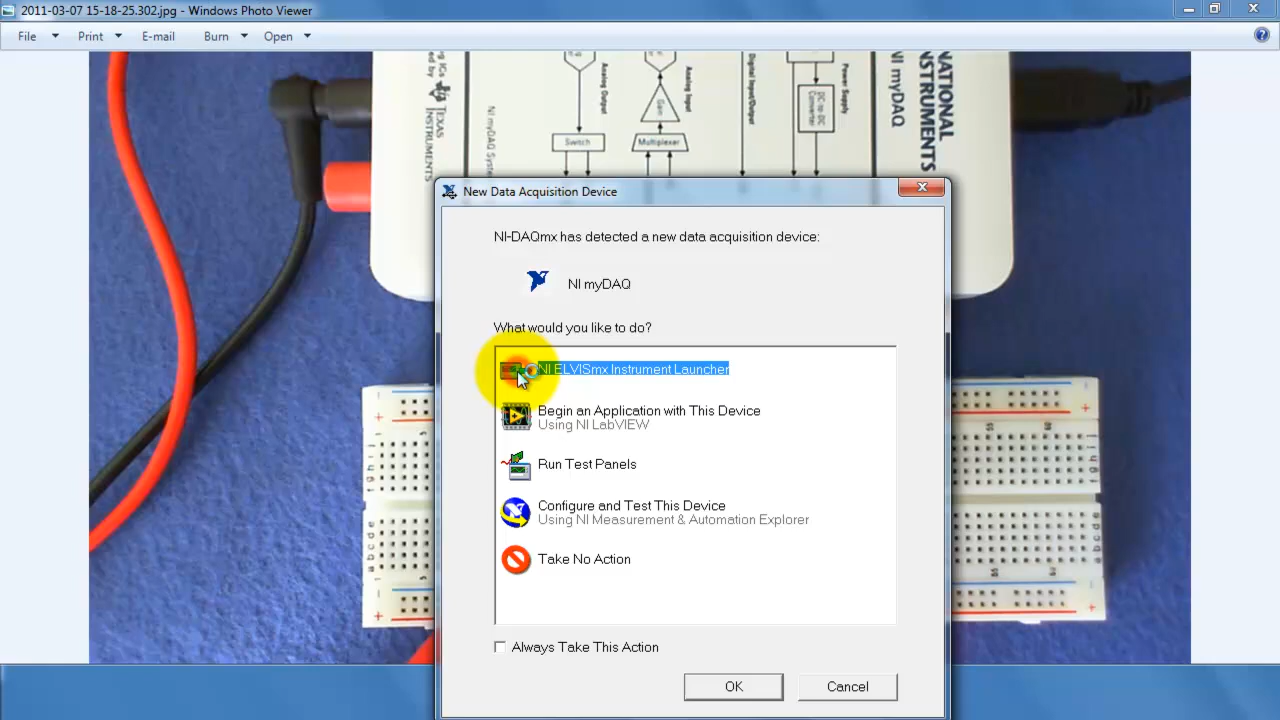 2011-03-07 15-18-25.302.jpg - Windows Photo Viewer
File Print E-mail Burn Open
NATIONAL
INSTRUMENTS
NI myDAQ
Power Supply
DC-to-DC
Converter
Digital Input/Output
Analog Input
Gain
Multiplexer
Analog Output
Switch
NI myDAQ
TEXAS
INSTRUMENTS
New Data Acquisition Device
NI-DAQmx has detected a new data acquisition device:
NI myDAQ
What would you like to do?
NI ELVISmx Instrument Launcher
Begin an Application with This Device
Using NI LabVIEW
Run Test Panels
Configure and Test This Device
Using NI Measurement & Automation Explorer
Take No Action
Always Take This Action
OK Cancel